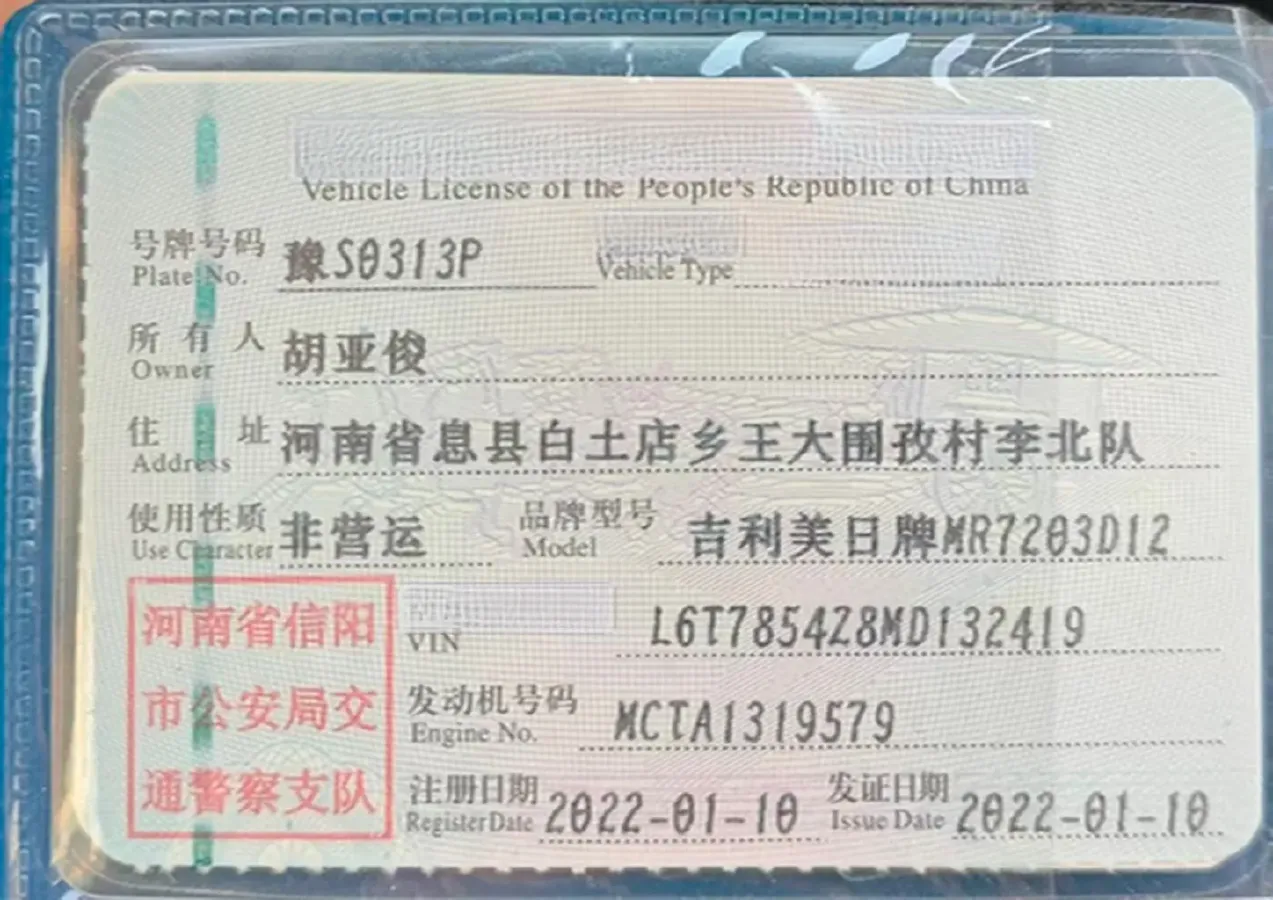 Vehicle License of the People's Republic of China
号牌号码 豫S0313P
Plate No. Vehicle Type
所有人 胡亚俊
Owner
住址 河南省息县白土店乡王大围孜村李北队
Address
使用性质 非营运 品牌型号 吉利美日牌MR7203D12
Use Character Model
河南省信阳
市公安局交
通警察支队
L6T7854Z8MD132419
VIN
发动机号码 MCTA1319579
Engine No.
注册日期 2022-01-10 发证日期 2022-01-10
Register Date Issue Date